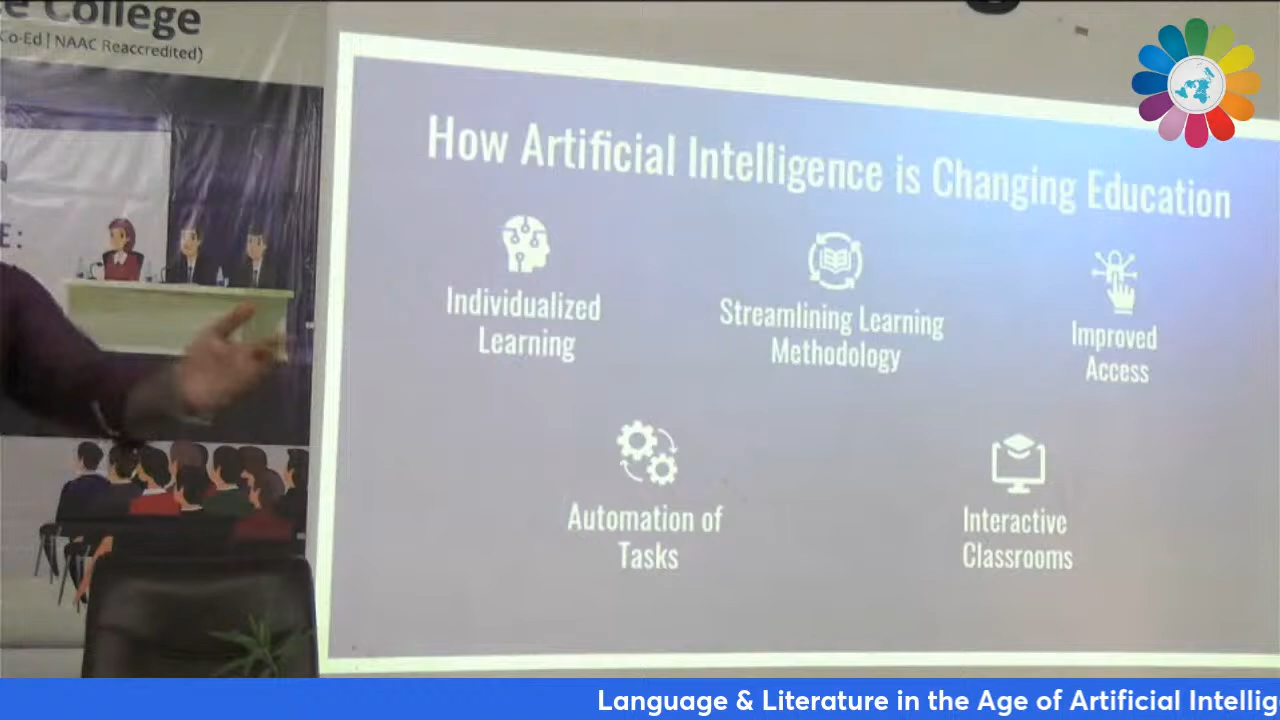 College
Co-Ed | NAAC Reaccredited)
E:
How Artificial Intelligence is Changing Education
Individualized
Learning
Streamlining Learning
Methodology
Improved
Access
Automation of
Tasks
Interactive
Classrooms
Language & Literature in the Age of Artificial Intellig